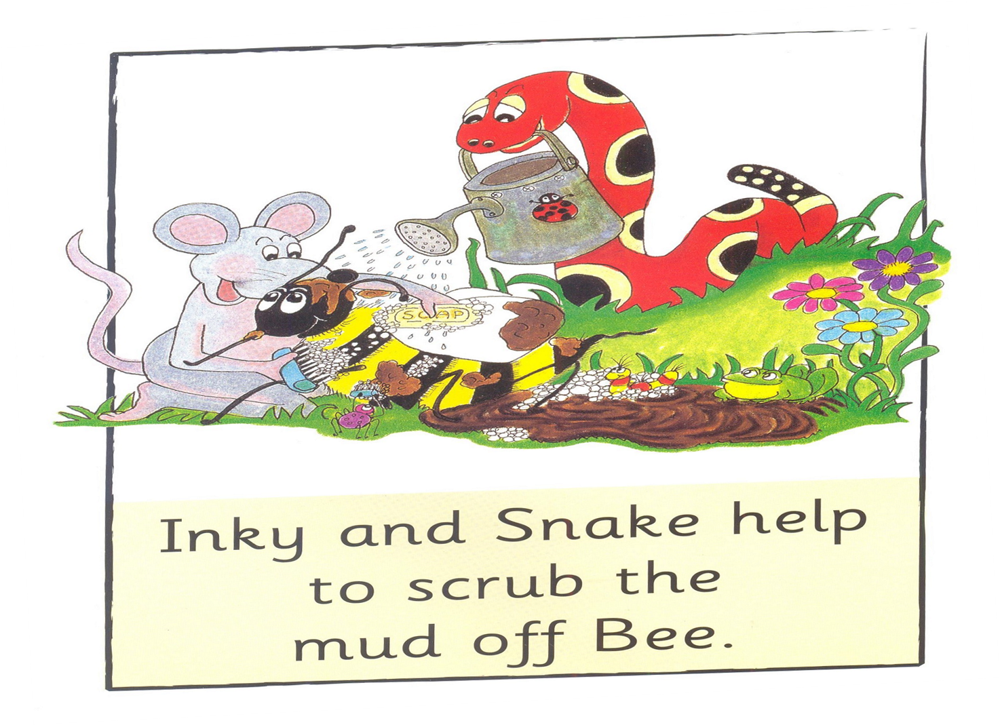 SOAP
Inky and Snake help
to scrub the
mud off Bee.